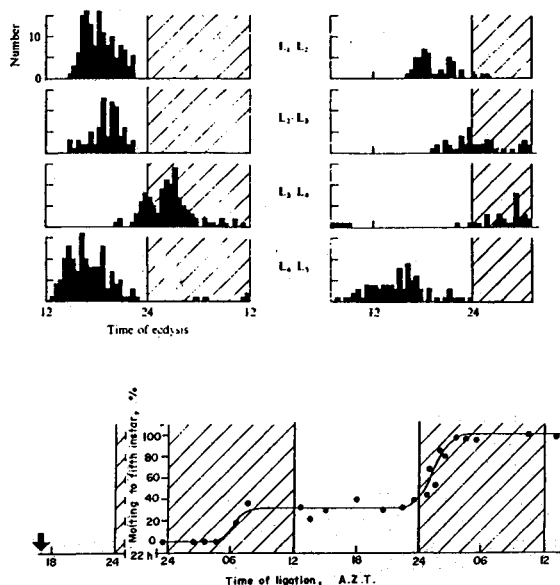 Number
10
5
0
L₁ L₂
L₂-L₃
L₃ L₄
L₄ L₅
12 24 12 12 24
Time of ecdysis
Molting to fifth instar, %
100
80
60
40
20
0
22 h
18 24 24 06 12 18 24 06 12
Time of ligation, A.Z.T.